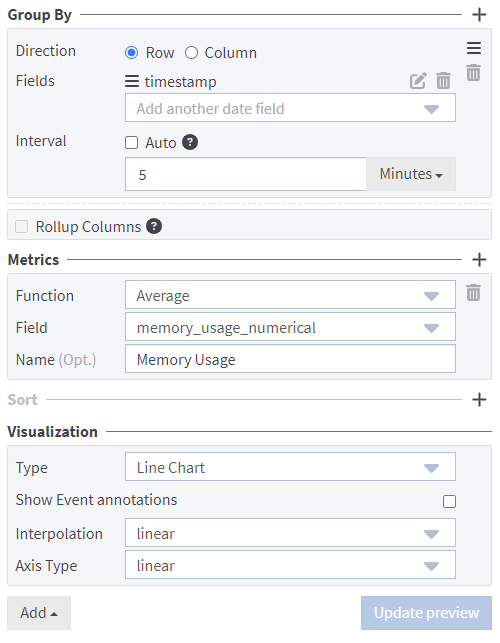 Group By
Direction Row Column
Fields timestamp
Add another date field
Interval Auto ?
5 Minutes
Rollup Columns ?
Metrics
Function Average
Field memory_usage_numerical
Name (Opt.) Memory Usage
Sort
Visualization
Type Line Chart
Show Event annotations
Interpolation linear
Axis Type linear
Add Update preview